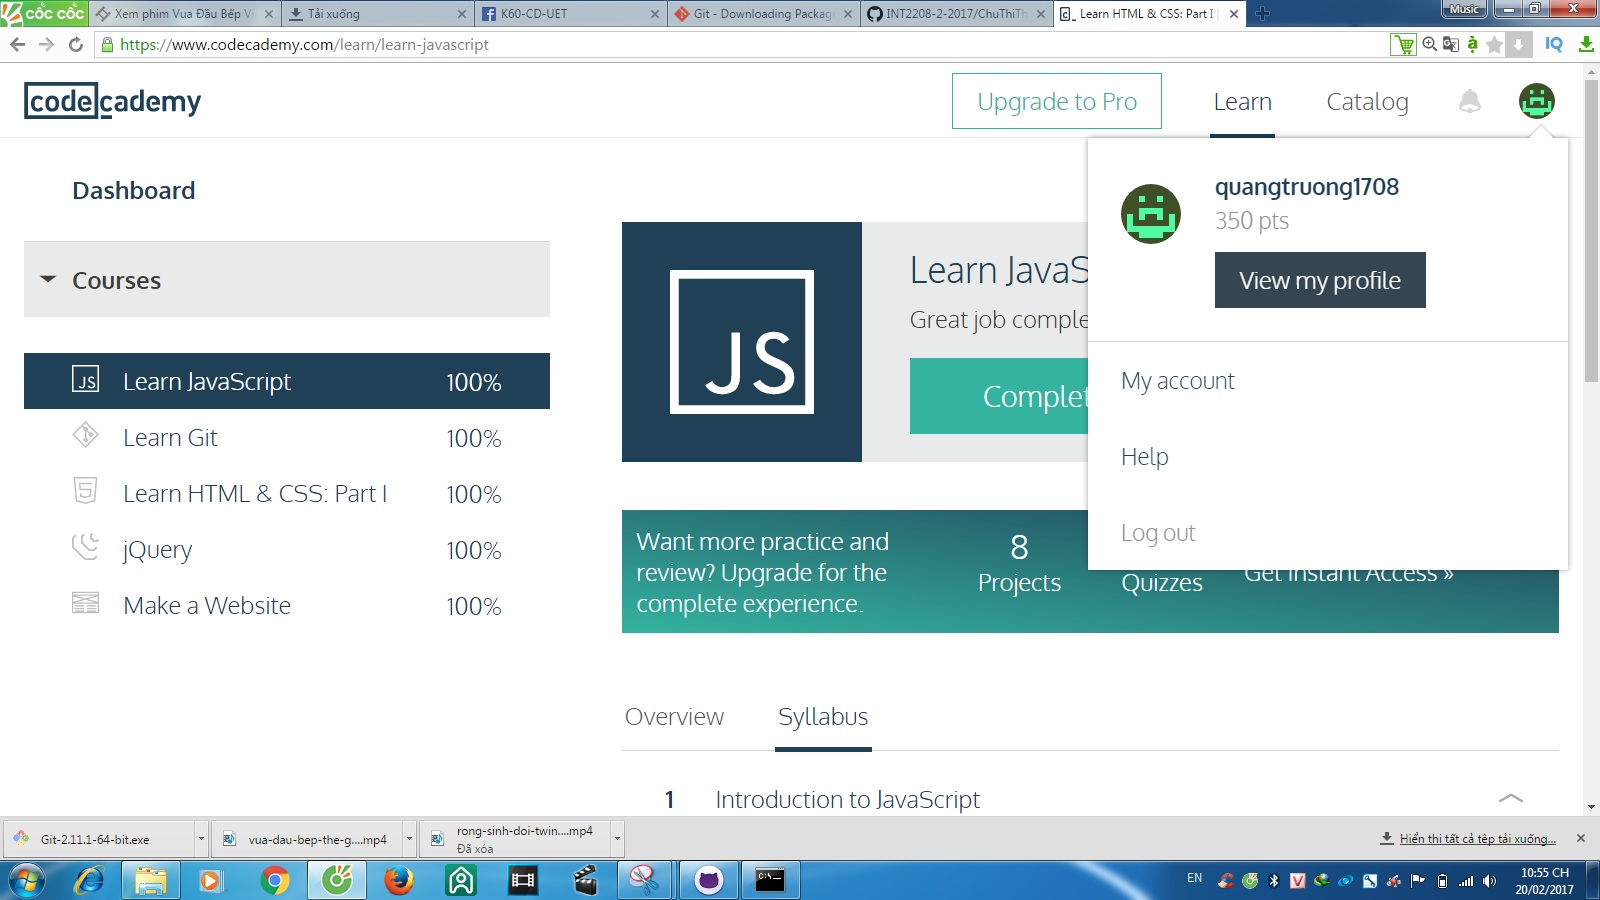 CỐC CỐC
Xem phim Vua Đầu Bếp Vi
Tải xuống
K60-CD-UET
Git - Downloading Packag
INT2208-2-2017/ChuThiTh
Learn HTML & CSS: Part I
Music
https://www.codecademy.com/learn/learn-javascript
IQ
codecademy
Upgrade to Pro
Learn
Catalog
Dashboard
quangtruong1708
350 pts
View my profile
My account
Help
Log out
Courses
JS
Learn JavaScript 100%
Learn Git 100%
Learn HTML & CSS: Part I 100%
jQuery 100%
Make a Website 100%
JS
Learn JavaS
Great job comple
Complet
Want more practice and
review? Upgrade for the
complete experience.
8
Projects
Quizzes
Get Instant Access »
Overview
Syllabus
1 Introduction to JavaScript
Git-2.11.1-64-bit.exe
vua-dau-bep-the-g....mp4
rong-sinh-doi-twin....mp4
Đã xóa
Hiển thị tất cả tệp tải xuống...
C:\_
EN
10:55 CH
20/02/2017